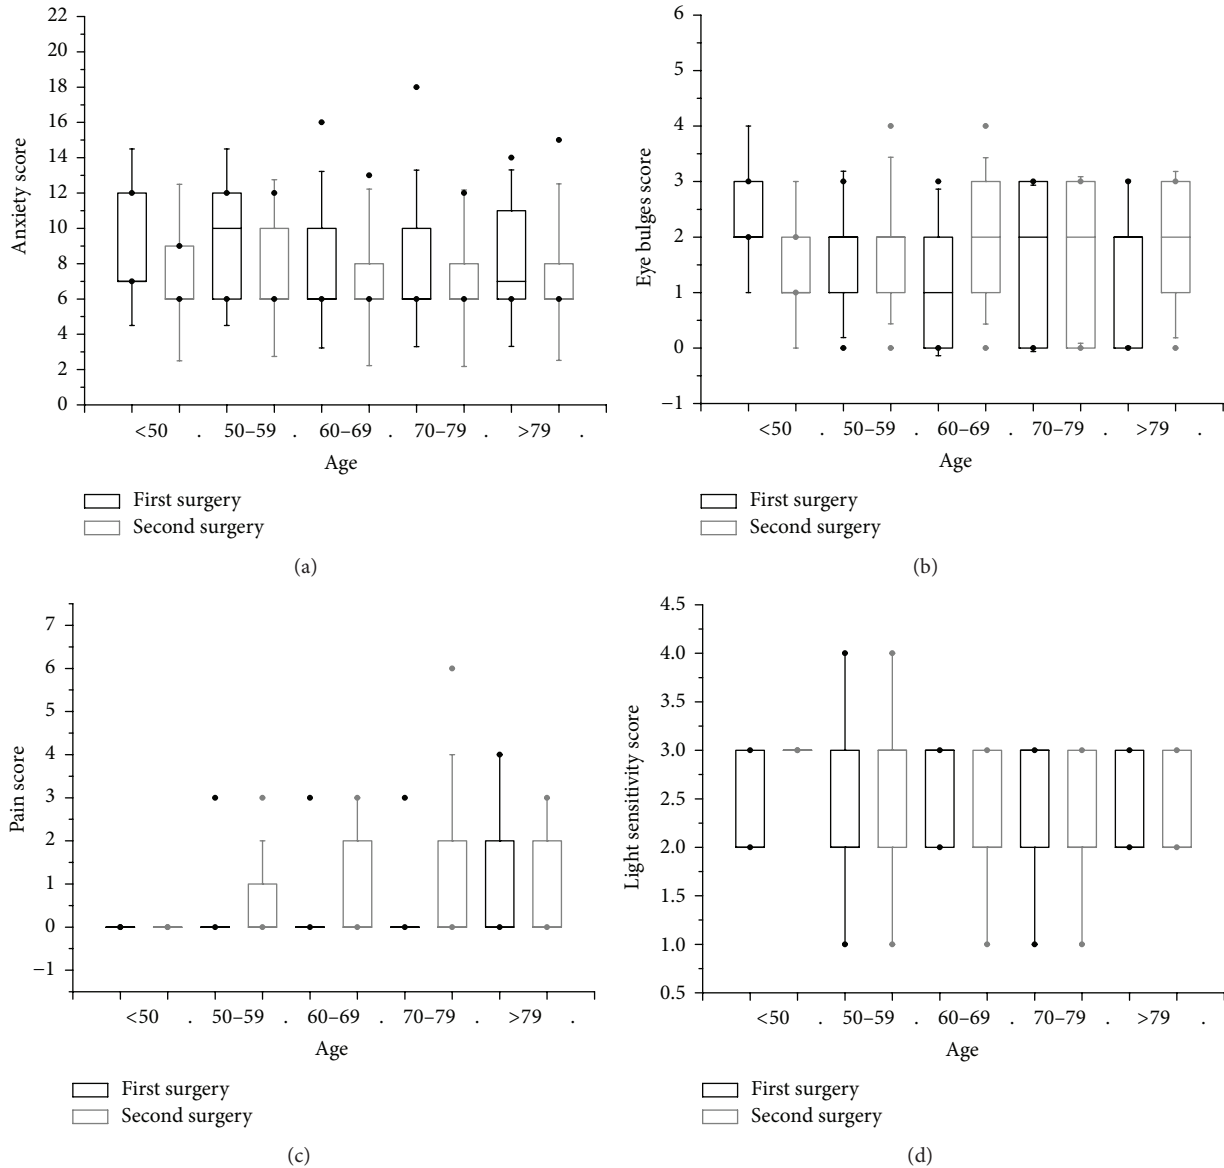 22
20
18
16
14
12
10
8
6
4
2
0
Anxiety score
<50 . 50–59 . 60–69 . 70–79 . >79 .
Age
First surgery
Second surgery
(a)
6
5
4
3
2
1
0
−1
Eye bulges score
<50 . 50–59 . 60–69 . 70–79 . >79 .
Age
First surgery
Second surgery
(b)
7
6
5
4
3
2
1
0
−1
Pain score
<50 . 50–59 . 60–69 . 70–79 . >79 .
Age
First surgery
Second surgery
(c)
4.5
4.0
3.5
3.0
2.5
2.0
1.5
1.0
0.5
Light sensitivity score
<50 . 50–59 . 60–69 . 70–79 . >79 .
Age
First surgery
Second surgery
(d)